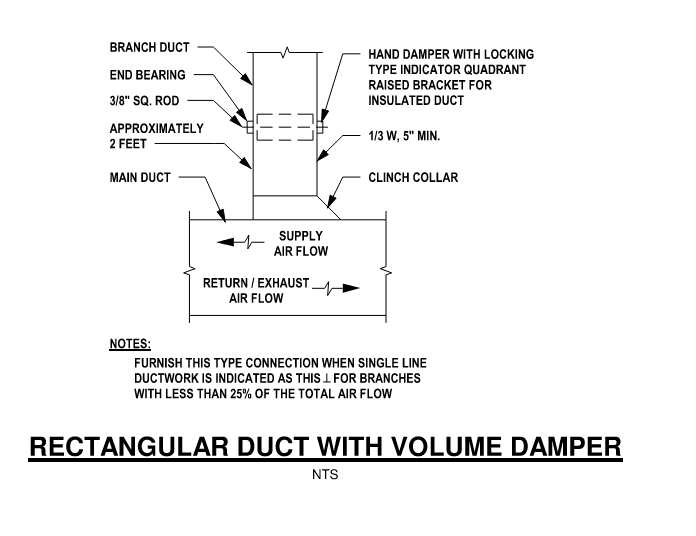 BRANCH DUCT
END BEARING
3/8" SQ. ROD
APPROXIMATELY
2 FEET
MAIN DUCT
HAND DAMPER WITH LOCKING
TYPE INDICATOR QUADRANT
RAISED BRACKET FOR
INSULATED DUCT
1/3 W, 5" MIN.
CLINCH COLLAR
SUPPLY
AIR FLOW
RETURN / EXHAUST
AIR FLOW
NOTES:
FURNISH THIS TYPE CONNECTION WHEN SINGLE LINE
DUCTWORK IS INDICATED AS THIS ⊥ FOR BRANCHES
WITH LESS THAN 25% OF THE TOTAL AIR FLOW
RECTANGULAR DUCT WITH VOLUME DAMPER
NTS